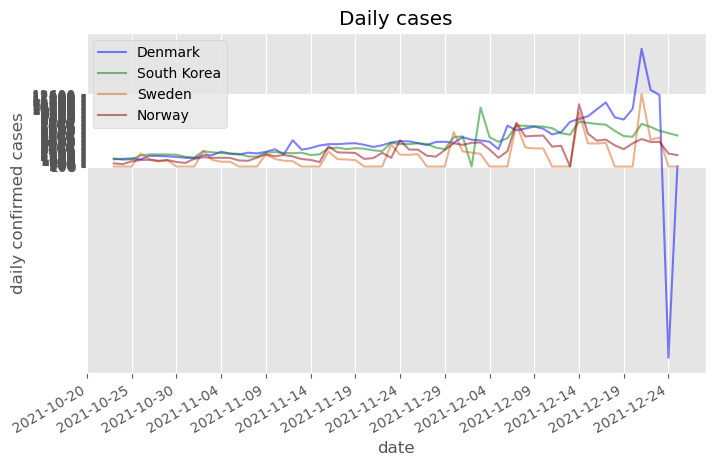 Daily cases
Denmark
South Korea
Sweden
Norway
daily confirmed cases
2021-10-20
2021-10-25
2021-10-30
2021-11-04
2021-11-09
2021-11-14
2021-11-19
2021-11-24
2021-11-29
2021-12-04
2021-12-09
2021-12-14
2021-12-19
2021-12-24
date